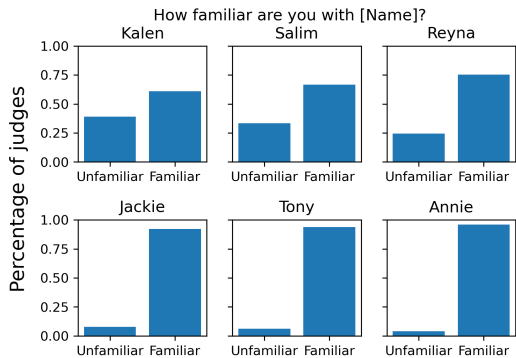 How familiar are you with [Name]?
Kalen Salim Reyna
1.00
0.75
0.50
0.25
0.00
Unfamiliar Familiar Unfamiliar Familiar Unfamiliar Familiar
Percentage of judges
Jackie Tony Annie
1.00
0.75
0.50
0.25
0.00
Unfamiliar Familiar Unfamiliar Familiar Unfamiliar Familiar